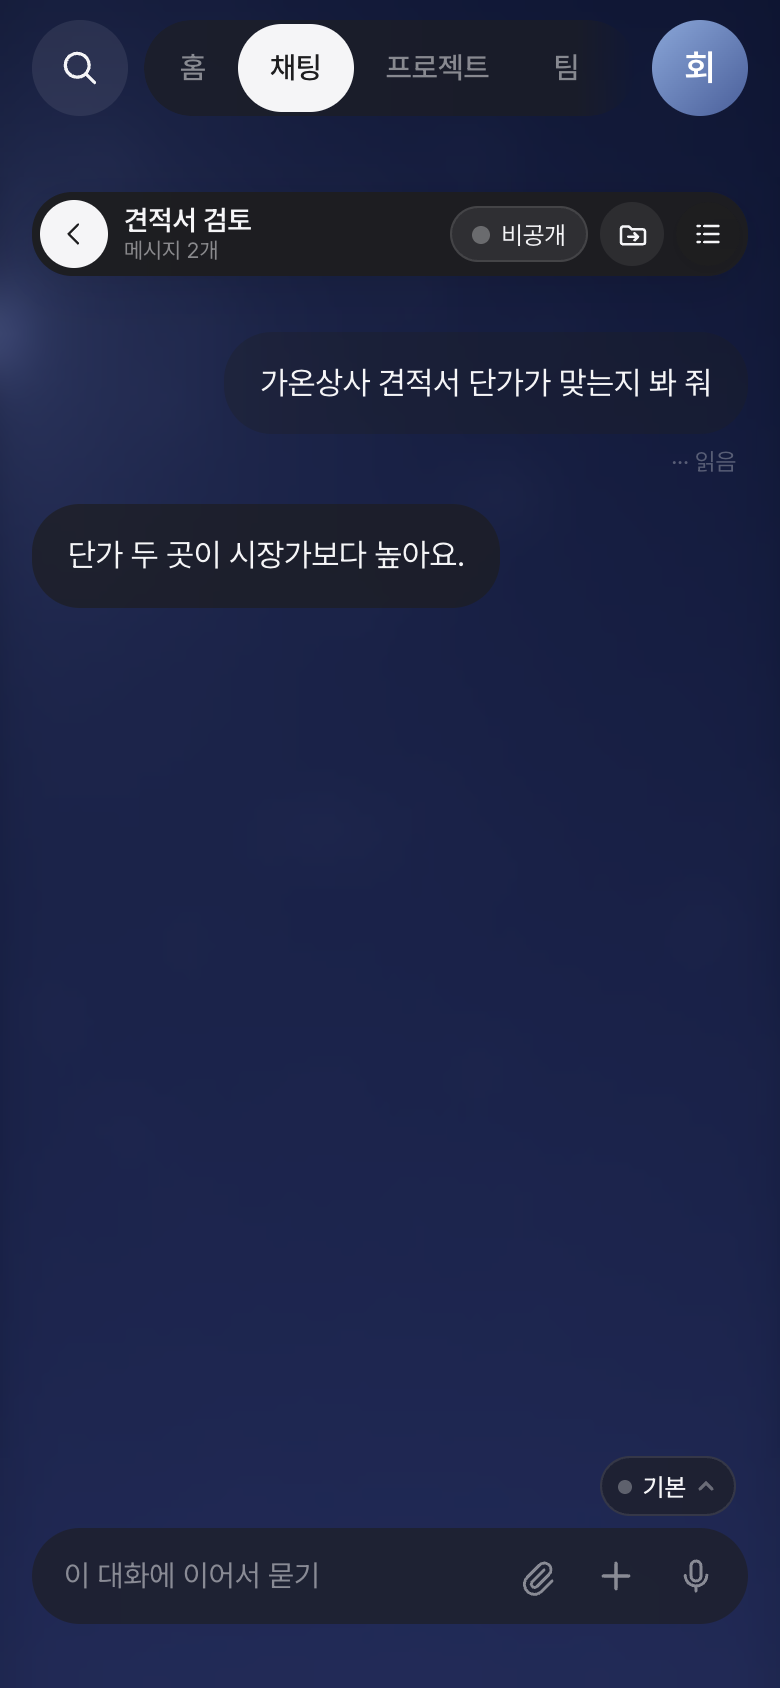 홈
채팅
프로젝트
팀
회
견적서 검토
메시지 2개
비공개
가온상사 견적서 단가가 맞는지 봐 줘
··· 읽음
단가 두 곳이 시장가보다 높아요.
기본
이 대화에 이어서 묻기